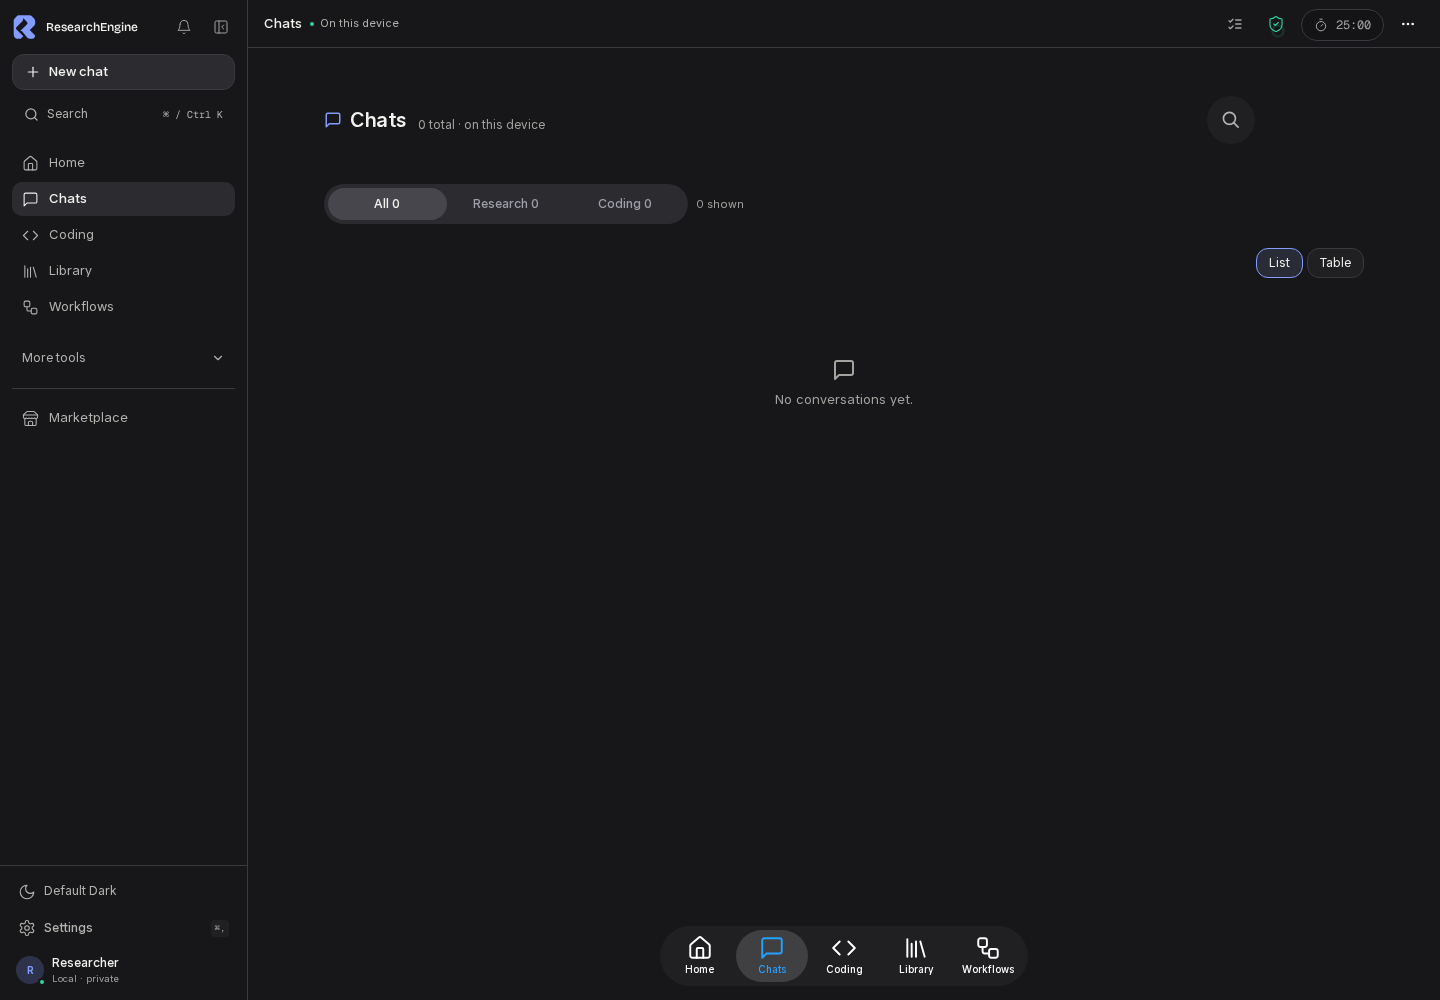 ResearchEngine
New chat
Search ⌘ / Ctrl K
Home
Chats
Coding
Library
Workflows
More tools
Marketplace
Default Dark
Settings ⌘,
R
Researcher
Local · private
Chats On this device
25:00
Chats 0 total · on this device
All 0 Research 0 Coding 0 0 shown
List Table
No conversations yet.
Home Chats Coding Library Workflows